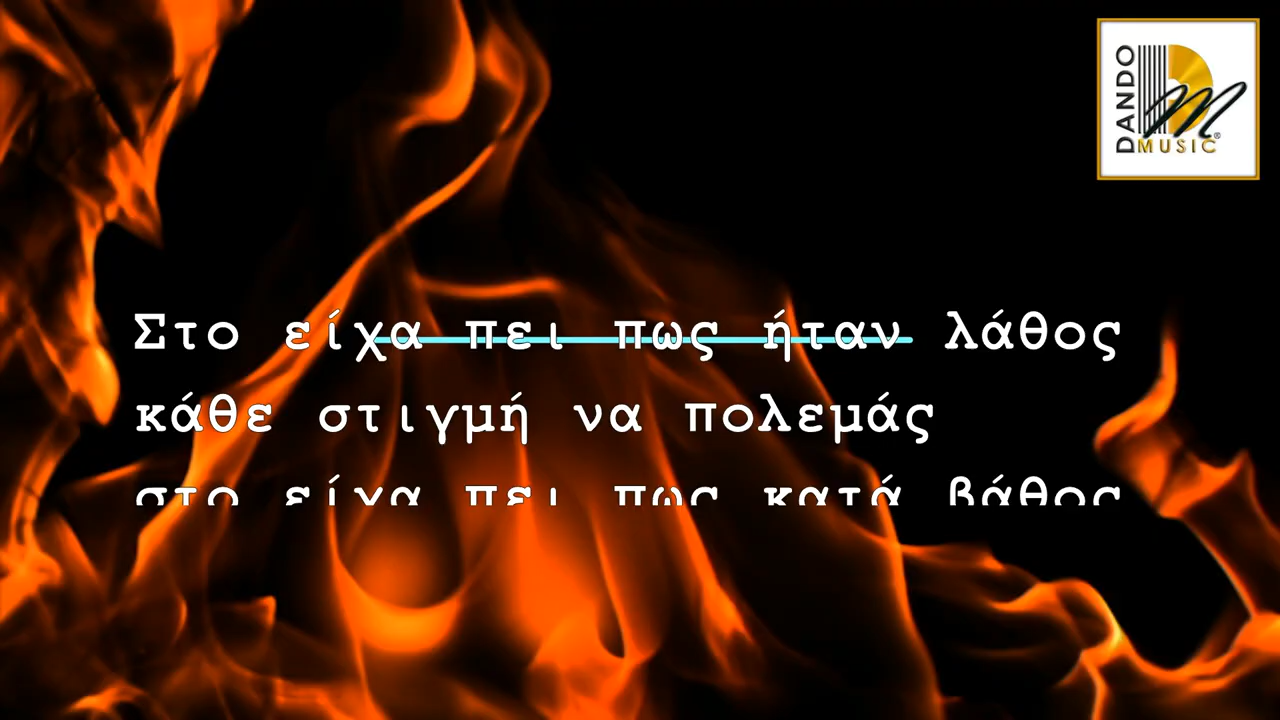 DANDO
MUSIC
Στο είχα πει πως ήταν λάθος
κάθε στιγμή να πολεμάς
στο είχα πει πως κατά βάθος